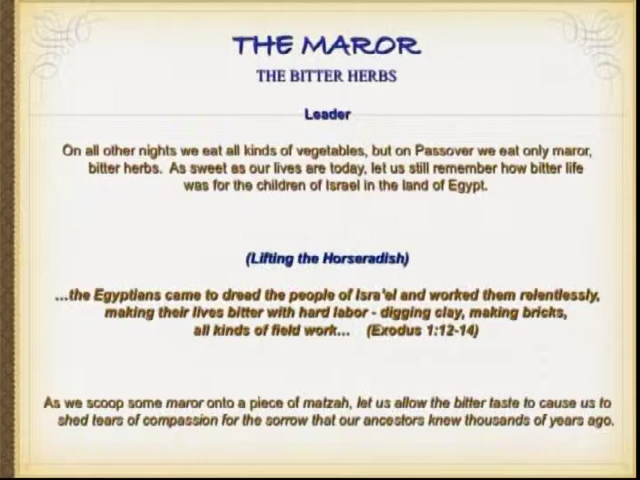 THE MAROR
THE BITTER HERBS
Leader
On all other nights we eat all kinds of vegetables, but on Passover we eat only maror,
bitter herbs. As sweet as our lives are today, let us still remember how bitter life
was for the children of Israel in the land of Egypt.
(Lifting the Horseradish)
...the Egyptians came to dread the people of Isra'el and worked them relentlessly,
making their lives bitter with hard labor - digging clay, making bricks,
all kinds of field work... (Exodus 1:12-14)
As we scoop some maror onto a piece of matzah, let us allow the bitter taste to cause us to
shed tears of compassion for the sorrow that our ancestors knew thousands of years ago.